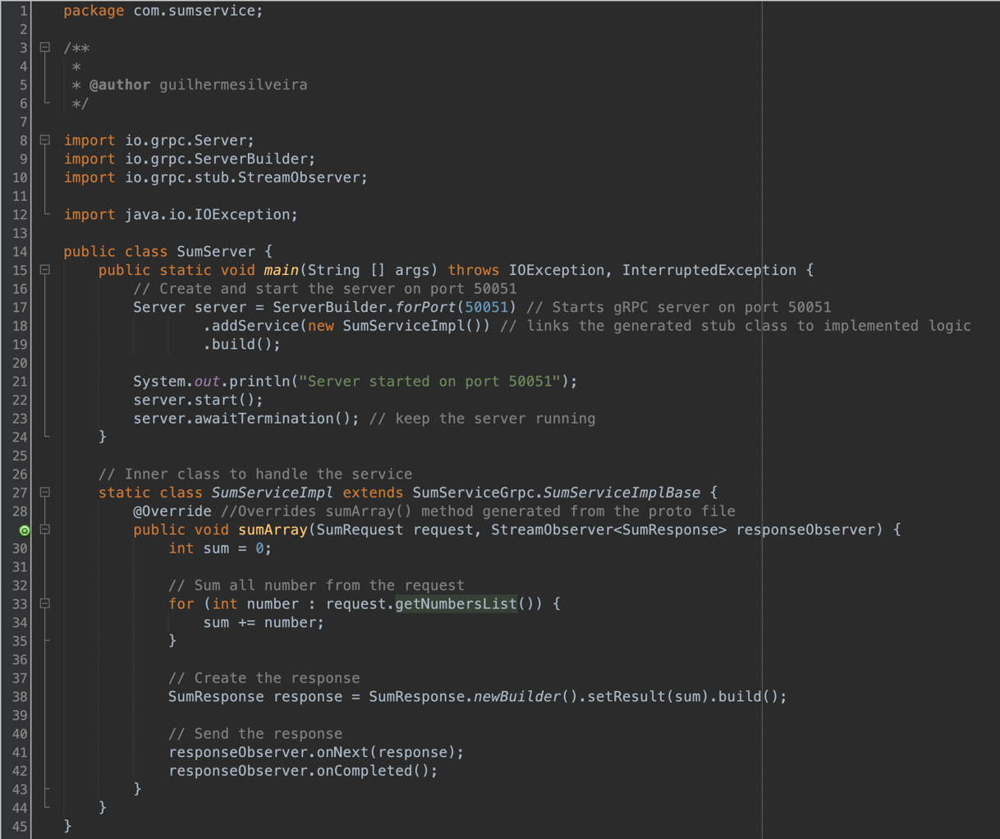 1 package com.sumservice;
2
3 /**
4  *
5  * @author guilhermesilveira
6  */
7
8 import io.grpc.Server;
9 import io.grpc.ServerBuilder;
10 import io.grpc.stub.StreamObserver;
11
12 import java.io.IOException;
13
14 public class SumServer {
15     public static void main(String [] args) throws IOException, InterruptedException {
16         // Create and start the server on port 50051
17         Server server = ServerBuilder.forPort(50051) // Starts gRPC server on port 50051
18                 .addService(new SumServiceImpl()) // links the generated stub class to implemented logic
19                 .build();
20
21         System.out.println("Server started on port 50051");
22         server.start();
23         server.awaitTermination(); // keep the server running
24     }
25
26     // Inner class to handle the service
27     static class SumServiceImpl extends SumServiceGrpc.SumServiceImplBase {
28         @Override //Overrides sumArray() method generated from the proto file
        public void sumArray(SumRequest request, StreamObserver<SumResponse> responseObserver) {
30             int sum = 0;
31
32             // Sum all number from the request
33             for (int number : request.getNumbersList()) {
34                 sum += number;
35             }
36
37             // Create the response
38             SumResponse response = SumResponse.newBuilder().setResult(sum).build();
39
40             // Send the response
41             responseObserver.onNext(response);
42             responseObserver.onCompleted();
43         }
44     }
45 }